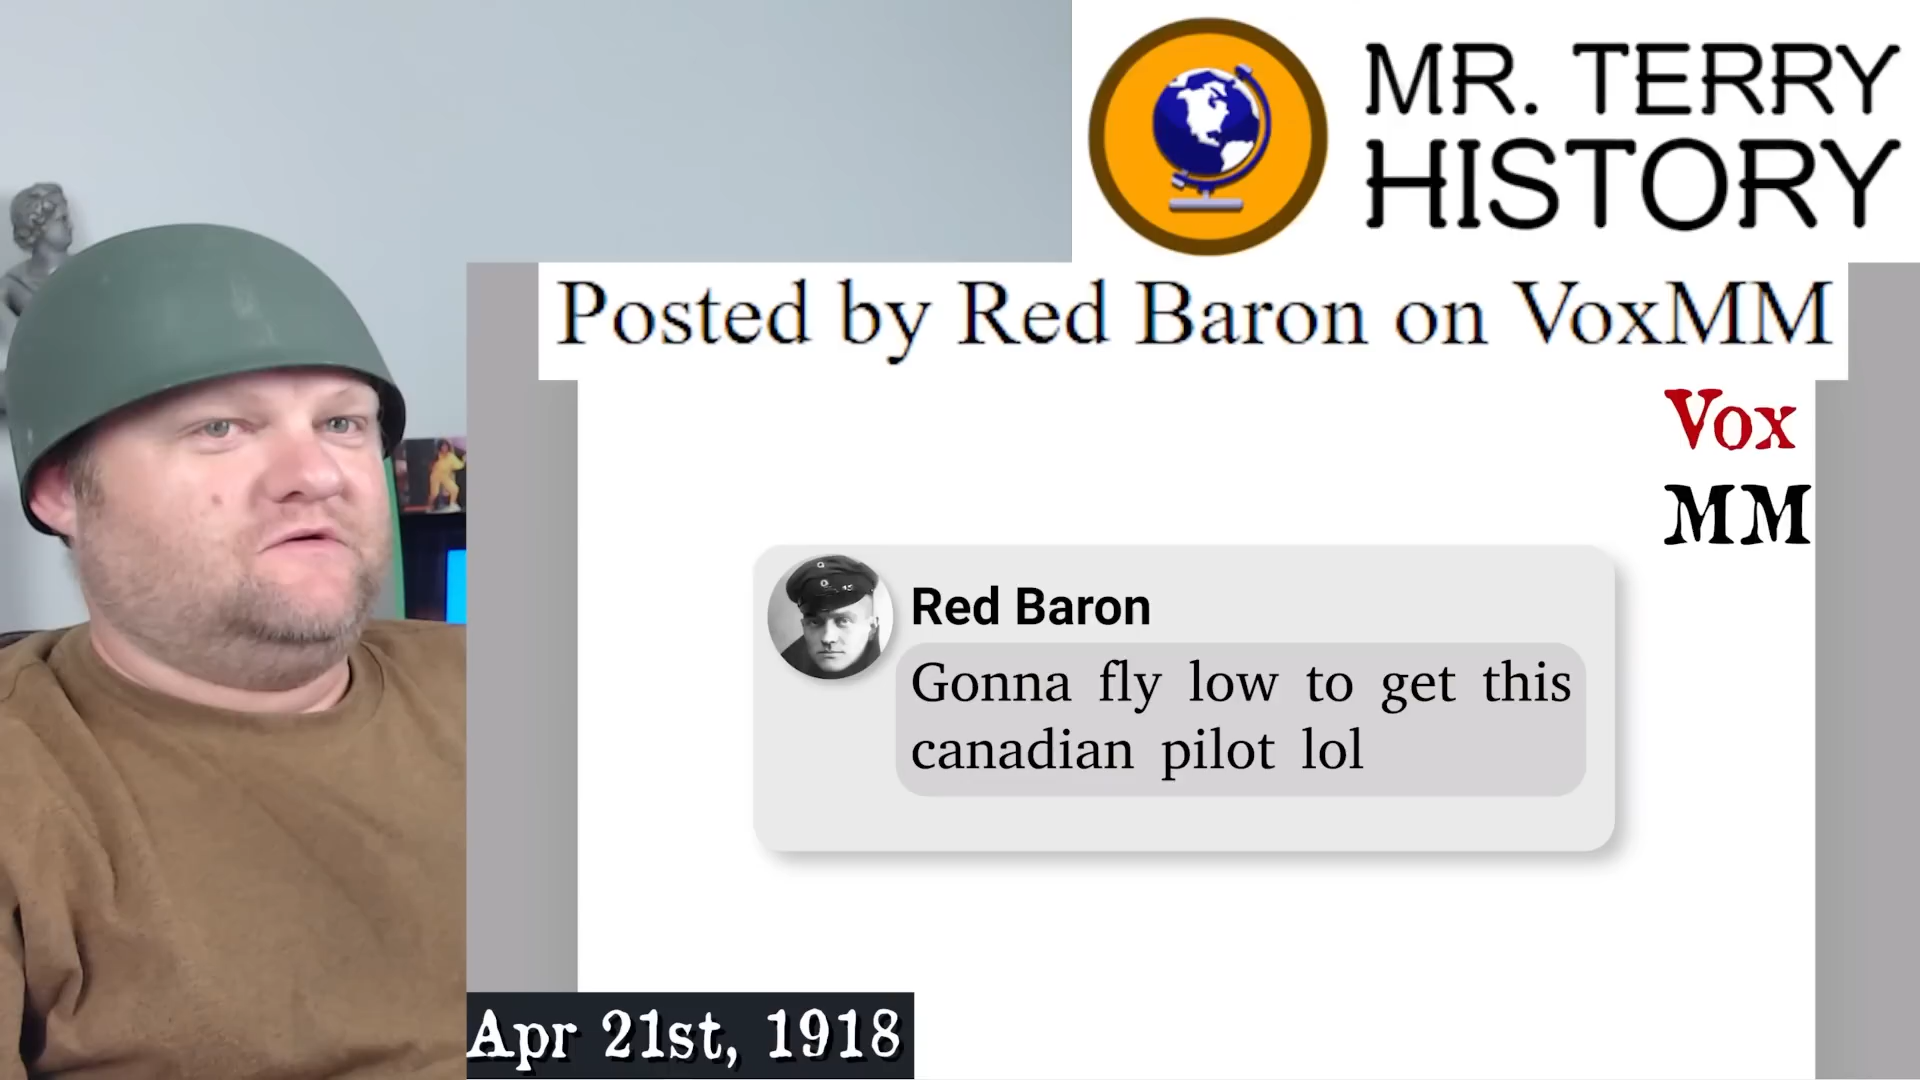 MR. TERRY
HISTORY
Posted by Red Baron on VoxMM
Vox
MM
Red Baron
Gonna fly low to get this
canadian pilot lol
Apr 21st, 1918